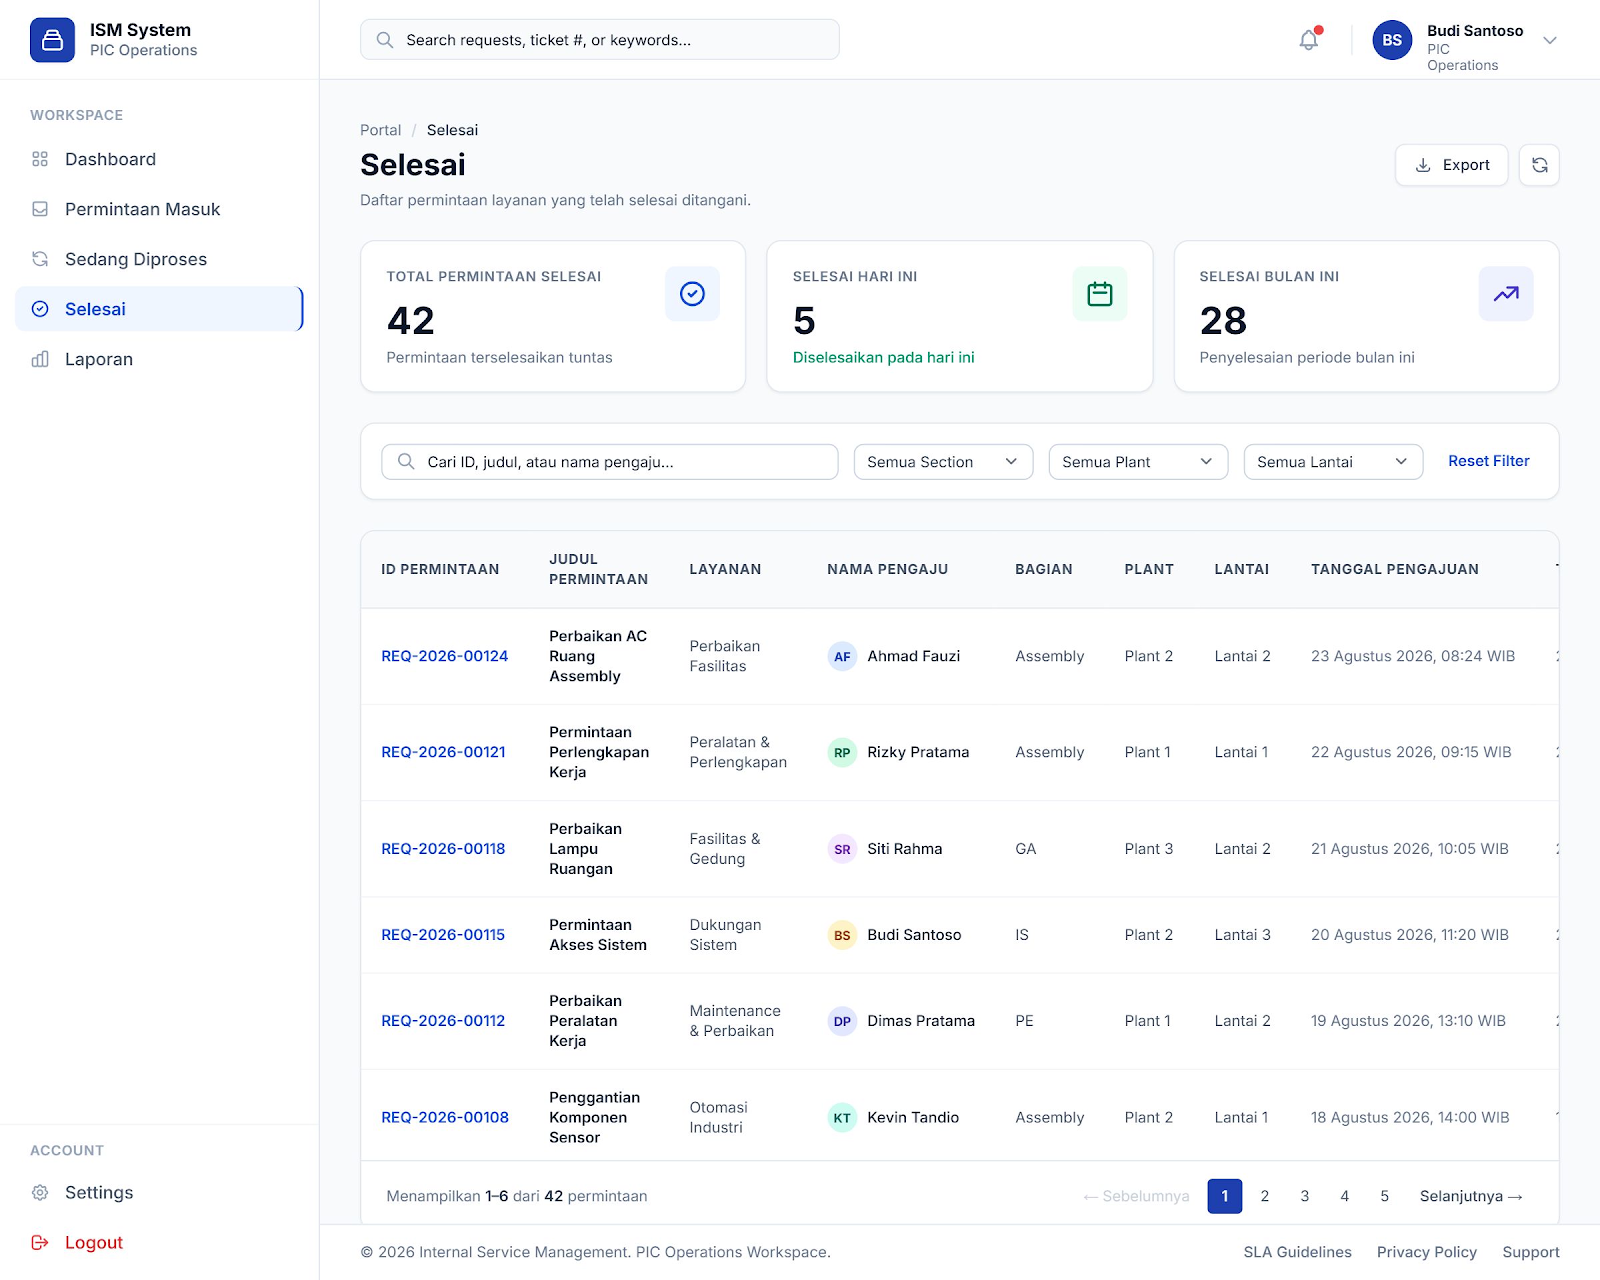 ISM System
PIC Operations
Search requests, ticket #, or keywords...
BS
Budi Santoso
PIC
Operations
WORKSPACE
Dashboard
Permintaan Masuk
Sedang Diproses
Selesai
Laporan
ACCOUNT
Settings
Logout
Portal / Selesai
Selesai
Daftar permintaan layanan yang telah selesai ditangani.
Export
TOTAL PERMINTAAN SELESAI
42
Permintaan terselesaikan tuntas
SELESAI HARI INI
5
Diselesaikan pada hari ini
SELESAI BULAN INI
28
Penyelesaian periode bulan ini
Cari ID, judul, atau nama pengaju...
Semua Section
Semua Plant
Semua Lantai
Reset Filter
ID PERMINTAAN
JUDUL
PERMINTAAN
LAYANAN
NAMA PENGAJU
BAGIAN
PLANT
LANTAI
TANGGAL PENGAJUAN
REQ-2026-00124
Perbaikan AC
Ruang
Assembly
Perbaikan
Fasilitas
AF
Ahmad Fauzi
Assembly
Plant 2
Lantai 2
23 Agustus 2026, 08:24 WIB
REQ-2026-00121
Permintaan
Perlengkapan
Kerja
Peralatan &
Perlengkapan
RP
Rizky Pratama
Assembly
Plant 1
Lantai 1
22 Agustus 2026, 09:15 WIB
REQ-2026-00118
Perbaikan
Lampu
Ruangan
Fasilitas &
Gedung
SR
Siti Rahma
GA
Plant 3
Lantai 2
21 Agustus 2026, 10:05 WIB
REQ-2026-00115
Permintaan
Akses Sistem
Dukungan
Sistem
BS
Budi Santoso
IS
Plant 2
Lantai 3
20 Agustus 2026, 11:20 WIB
REQ-2026-00112
Perbaikan
Peralatan
Kerja
Maintenance
& Perbaikan
DP
Dimas Pratama
PE
Plant 1
Lantai 2
19 Agustus 2026, 13:10 WIB
REQ-2026-00108
Penggantian
Komponen
Sensor
Otomasi
Industri
KT
Kevin Tandio
Assembly
Plant 2
Lantai 1
18 Agustus 2026, 14:00 WIB
Menampilkan 1–6 dari 42 permintaan
← Sebelumnya 1 2 3 4 5 Selanjutnya →
© 2026 Internal Service Management. PIC Operations Workspace.
SLA Guidelines
Privacy Policy
Support